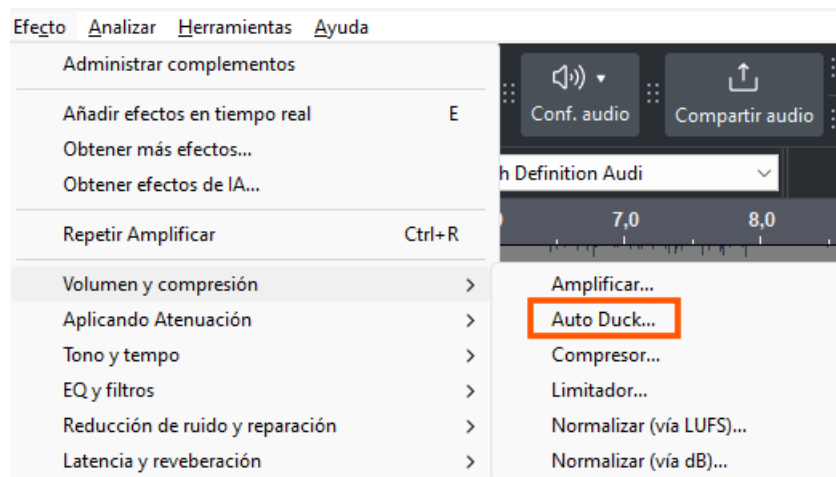 Efecto Analizar Herramientas Ayuda
Administrar complementos
Conf. audio
Compartir audio
Añadir efectos en tiempo real E
Obtener más efectos...
Obtener efectos de IA...
h Definition Audi
Repetir Amplificar Ctrl+R
7,0 8,0
Volumen y compresión
Aplicando Atenuación
Tono y tempo
EQ y filtros
Reducción de ruido y reparación
Latencia y reveberación
Amplificar...
Auto Duck...
Compresor...
Limitador...
Normalizar (vía LUFS)...
Normalizar (vía dB)...